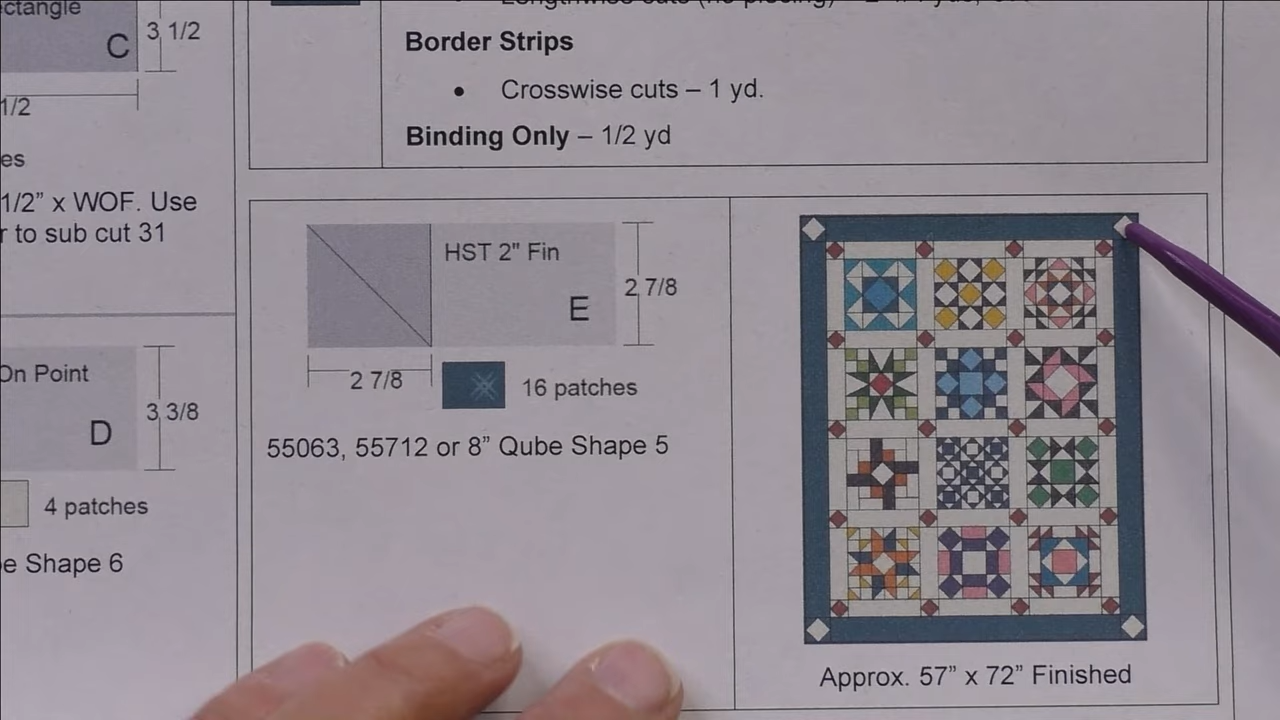 ctangle
C
3 1/2
1/2
es
1/2” x WOF. Use
r to sub cut 31
On Point
D
3 3/8
4 patches
e Shape 6
Border Strips
• Crosswise cuts – 1 yd.
Binding Only – 1/2 yd
HST 2" Fin
E
2 7/8
2 7/8
16 patches
55063, 55712 or 8” Qube Shape 5
Approx. 57” x 72” Finished